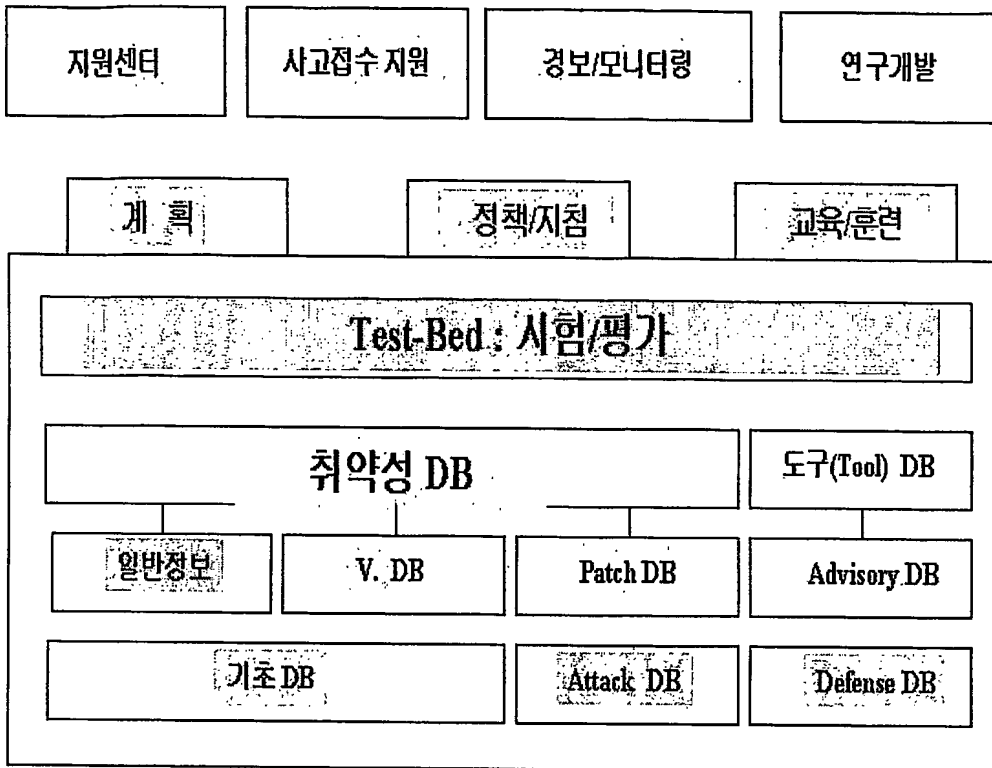 지원센터
사고접수 지원
경보/모니터링
연구개발
계 획
정책/지침
교육/훈련
Test-Bed : 시험/평가
취약성 DB
도구(Tool) DB
일반정보
V. DB
Patch DB
Advisory DB
기초 DB
Attack DB
Defense DB